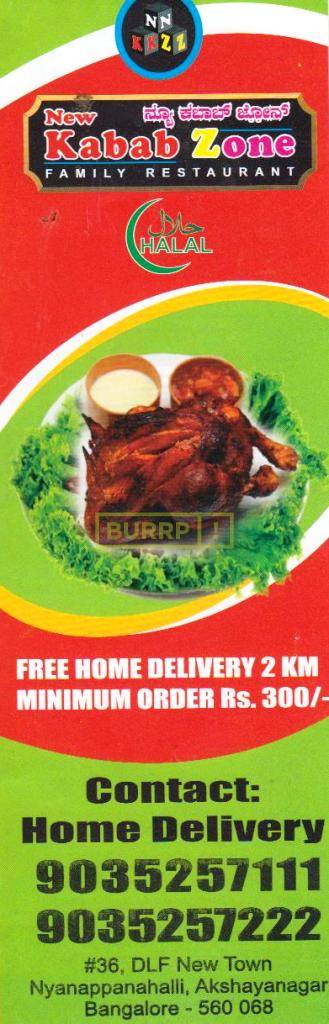 NN
KKZZ
New ನ್ಯೂ ಕಬಾಬ್ ಜೋನ್
Kabab Zone
FAMILY RESTAURANT
حلال
HALAL
BURRP !
FREE HOME DELIVERY 2 KM
MINIMUM ORDER Rs. 300/-
Contact:
Home Delivery
9035257111
9035257222
#36, DLF New Town
Nyanappanahalli, Akshayanagar
Bangalore - 560 068